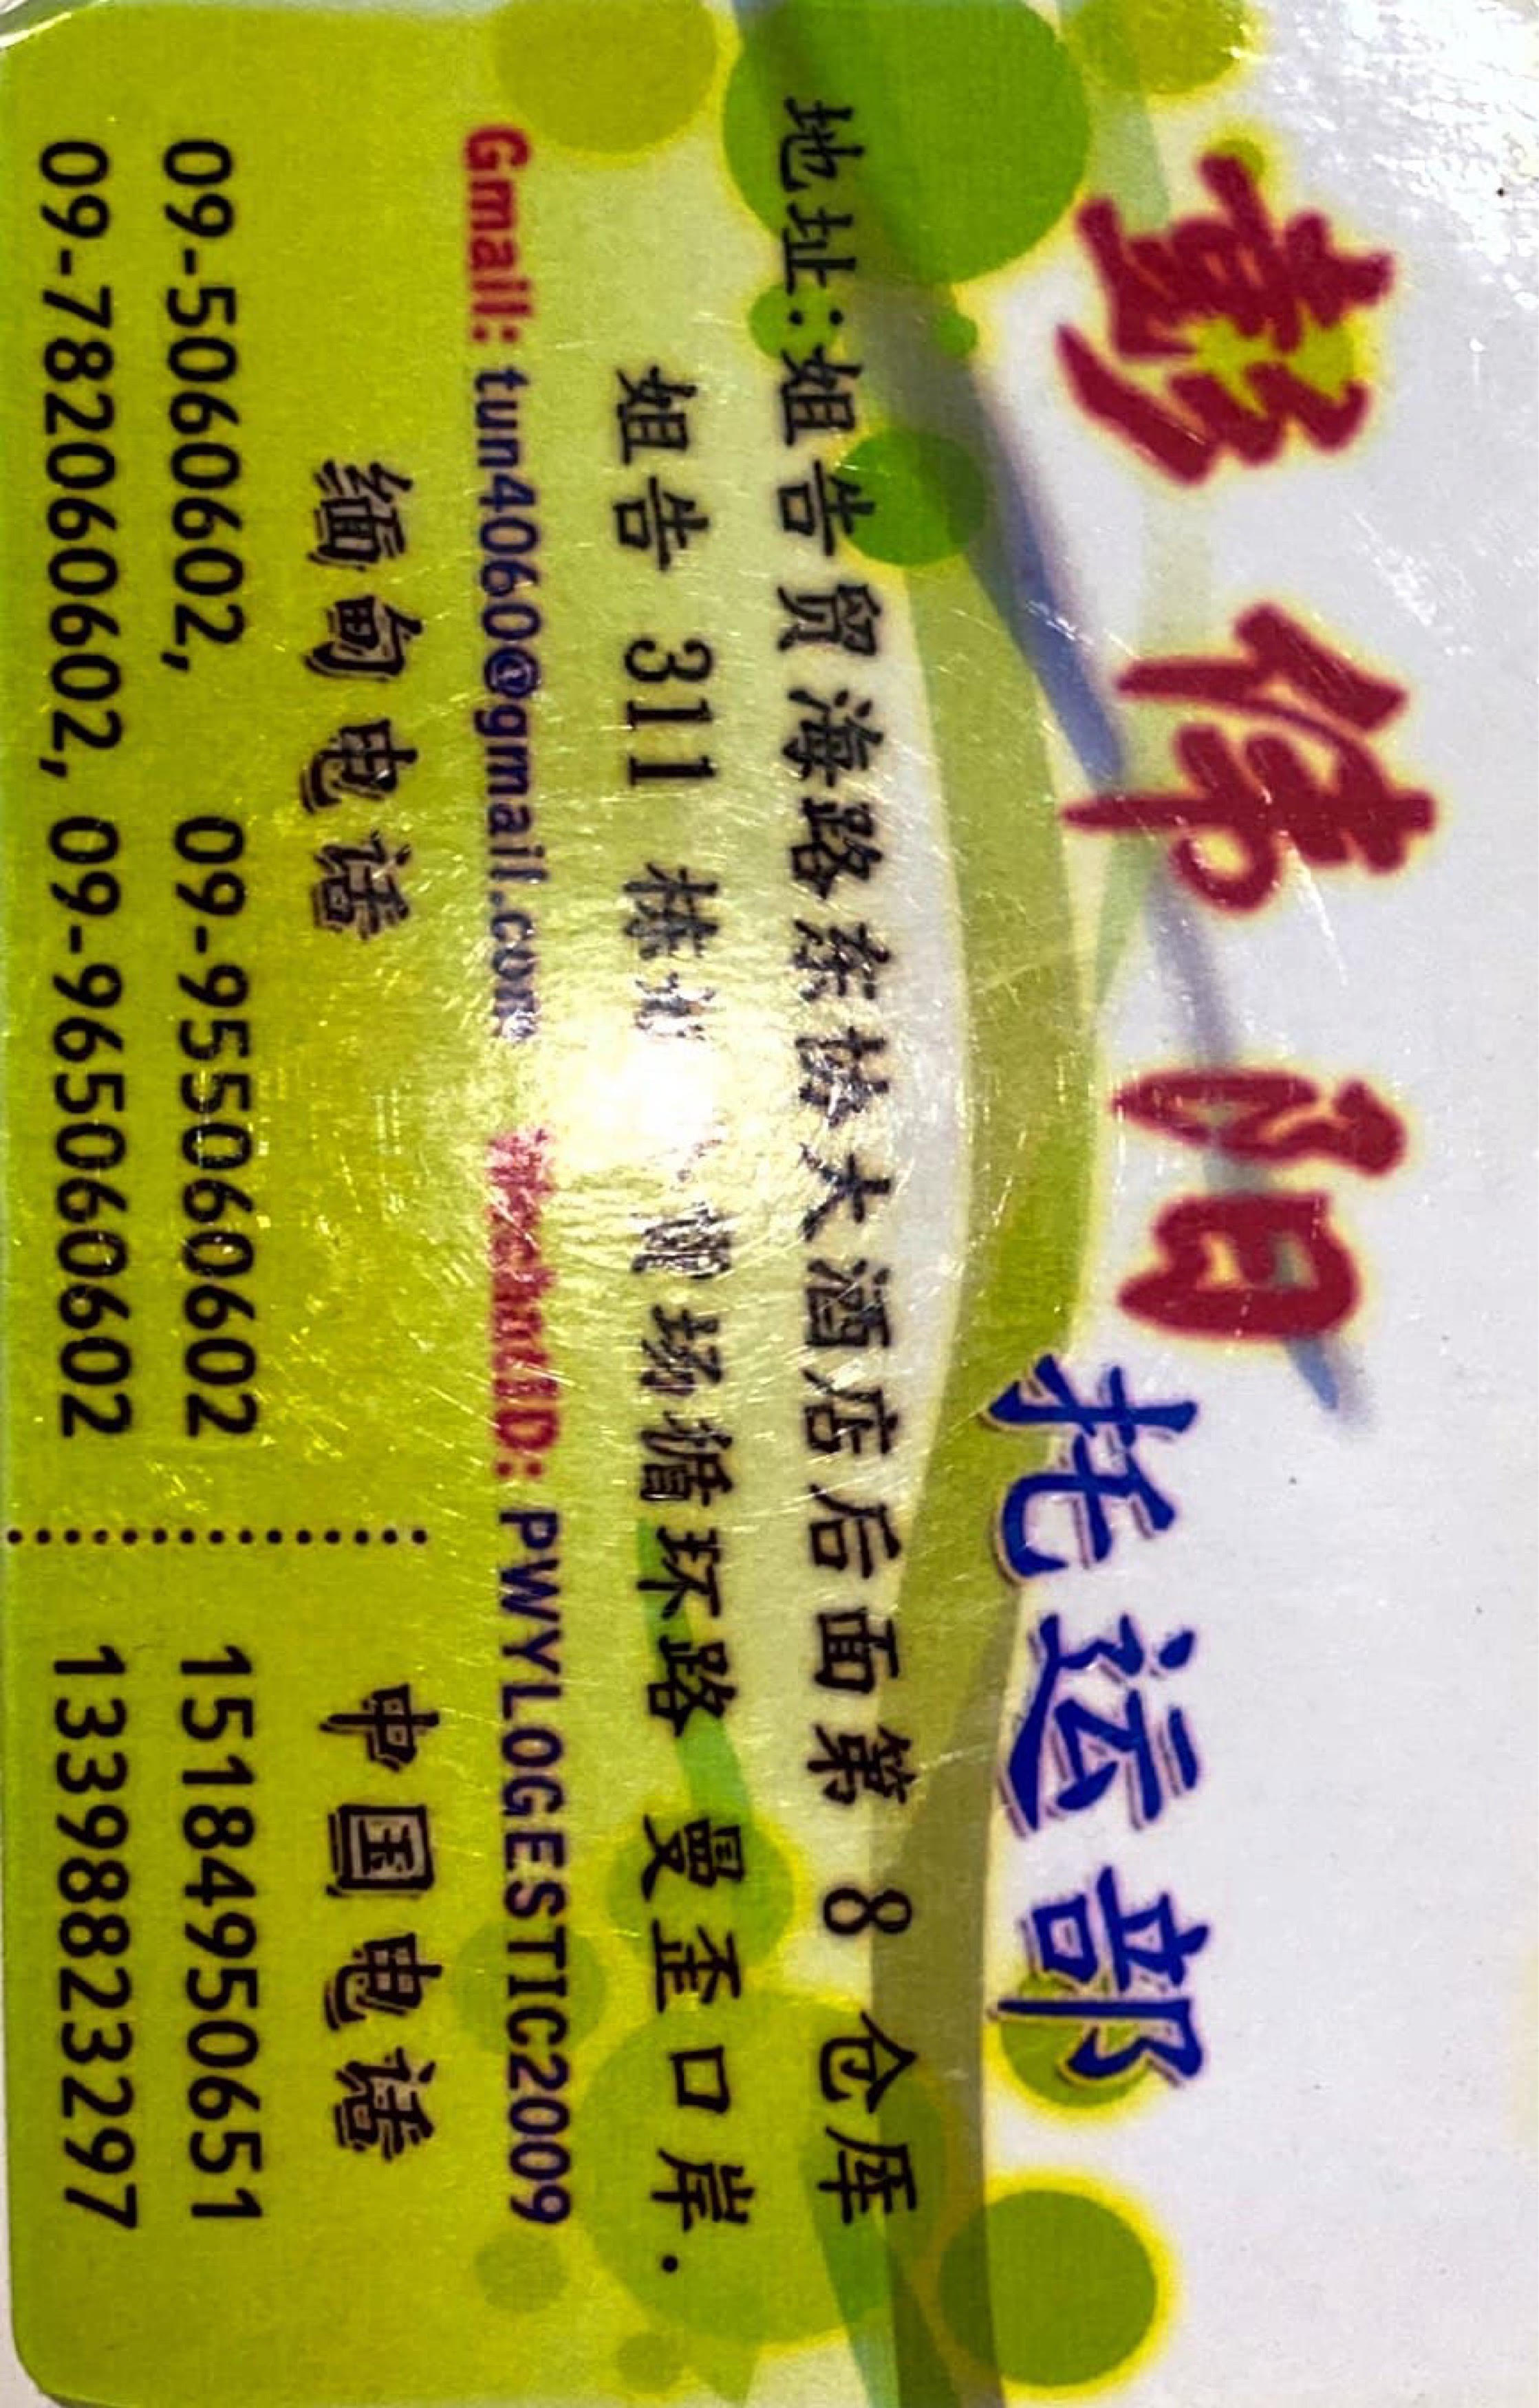 彭伟阳
托运部
地址:姐告贸海路东协大酒店后面第 8 仓库
姐告 311 栋 场循环路 曼歪口岸.
Gmail: tun4060@gmail.com WechatID: PWYLOGESTIC2009
缅甸电话
中国电话
09-5060602, 09-955060602
15184950651
09-782060602, 09-965060602
13398823297